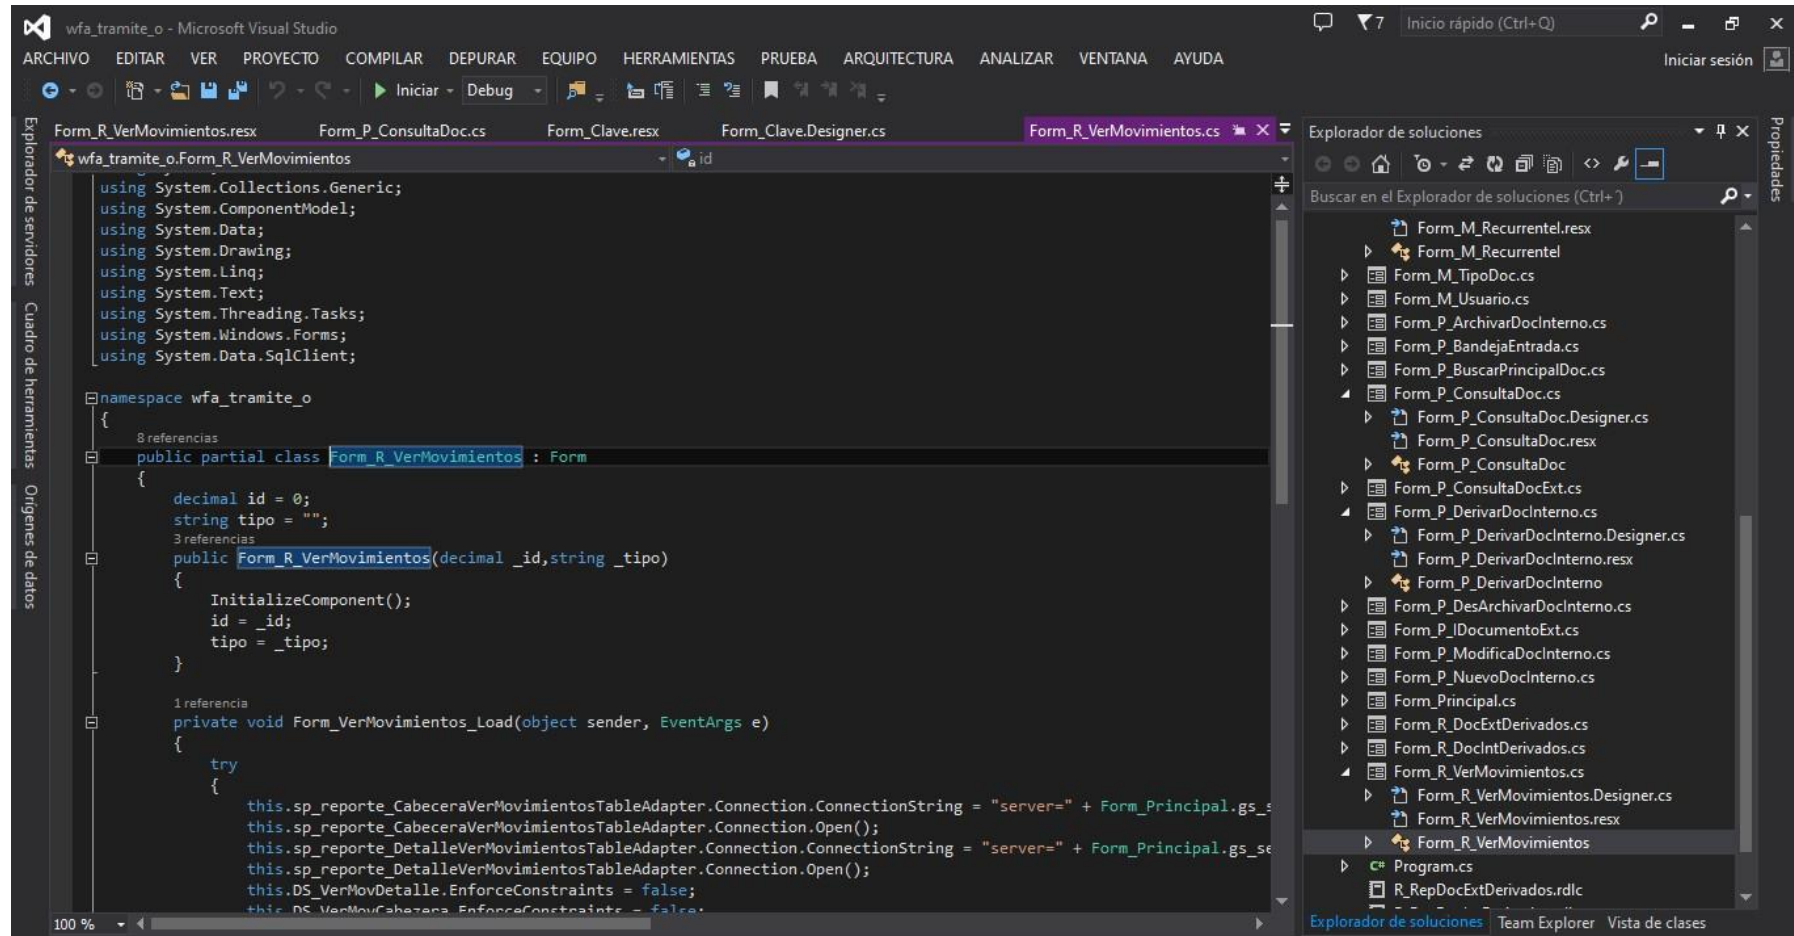 wfa_tramite_o - Microsoft Visual Studio
7
Inicio rápido (Ctrl+Q)
ARCHIVO EDITAR VER PROYECTO COMPILAR DEPURAR EQUIPO HERRAMIENTAS PRUEBA ARQUITECTURA ANALIZAR VENTANA AYUDA
Iniciar sesión
Iniciar Debug
Explorador de servidores
Cuadro de herramientas
Orígenes de datos
Form_R_VerMovimientos.resx Form_P_ConsultaDoc.cs Form_Clave.resx Form_Clave.Designer.cs Form_R_VerMovimientos.cs
wfa_tramite_o.Form_R_VerMovimientos id
using System.Collections.Generic;
using System.ComponentModel;
using System.Data;
using System.Drawing;
using System.Linq;
using System.Text;
using System.Threading.Tasks;
using System.Windows.Forms;
using System.Data.SqlClient;
namespace wfa_tramite_o
{
8 referencias
public partial class Form_R_VerMovimientos : Form
{
decimal id = 0;
string tipo = "";
3 referencias
public Form_R_VerMovimientos(decimal _id,string _tipo)
{
InitializeComponent();
id = _id;
tipo = _tipo;
}
1 referencia
private void Form_VerMovimientos_Load(object sender, EventArgs e)
{
try
{
this.sp_reporte_CabeceraVerMovimientosTableAdapter.Connection.ConnectionString = "server=" + Form_Principal.gs_s
this.sp_reporte_CabeceraVerMovimientosTableAdapter.Connection.Open();
this.sp_reporte_DetalleVerMovimientosTableAdapter.Connection.ConnectionString = "server=" + Form_Principal.gs_se
this.sp_reporte_DetalleVerMovimientosTableAdapter.Connection.Open();
this.DS_VerMovDetalle.EnforceConstraints = false;
this.DS_VerMovCabezera.EnforceConstraints = false;
100 %
Explorador de soluciones
Buscar en el Explorador de soluciones (Ctrl+´)
Form_M_Recurrentel.resx
Form_M_Recurrentel
Form_M_TipoDoc.cs
Form_M_Usuario.cs
Form_P_ArchivarDocInterno.cs
Form_P_BandejaEntrada.cs
Form_P_BuscarPrincipalDoc.cs
Form_P_ConsultaDoc.cs
Form_P_ConsultaDoc.Designer.cs
Form_P_ConsultaDoc.resx
Form_P_ConsultaDoc
Form_P_ConsultaDocExt.cs
Form_P_DerivarDocInterno.cs
Form_P_DerivarDocInterno.Designer.cs
Form_P_DerivarDocInterno.resx
Form_P_DerivarDocInterno
Form_P_DesArchivarDocInterno.cs
Form_P_IDocumentoExt.cs
Form_P_ModificaDocInterno.cs
Form_P_NuevoDocInterno.cs
Form_Principal.cs
Form_R_DocExtDerivados.cs
Form_R_DocIntDerivados.cs
Form_R_VerMovimientos.cs
Form_R_VerMovimientos.Designer.cs
Form_R_VerMovimientos.resx
Form_R_VerMovimientos
C# Program.cs
R_RepDocExtDerivados.rdlc
Explorador de soluciones Team Explorer Vista de clases
Propiedades